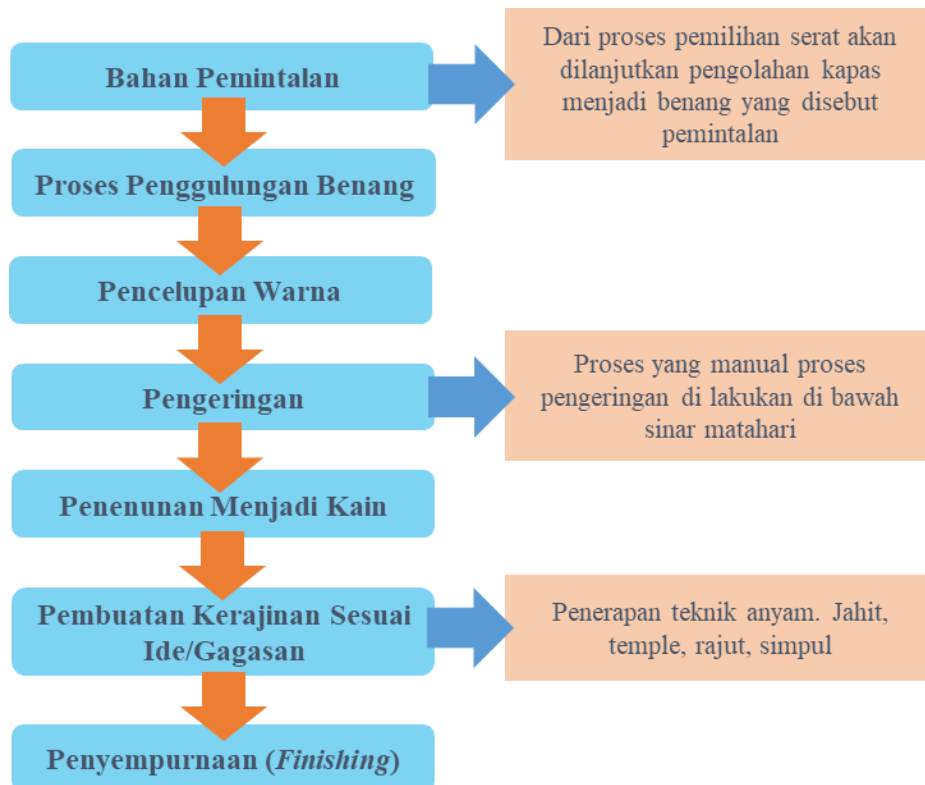 Bahan Pemintalan
Dari proses pemilihan serat akan
dilanjutkan pengolahan kapas
menjadi benang yang disebut
pemintalan
Proses Penggulungan Benang
Pencelupan Warna
Pengeringan
Proses yang manual proses
pengeringan di lakukan di bawah
sinar matahari
Penenunan Menjadi Kain
Pembuatan Kerajinan Sesuai
Ide/Gagasan
Penerapan teknik anyam. Jahit,
temple, rajut, simpul
Penyempurnaan (Finishing)